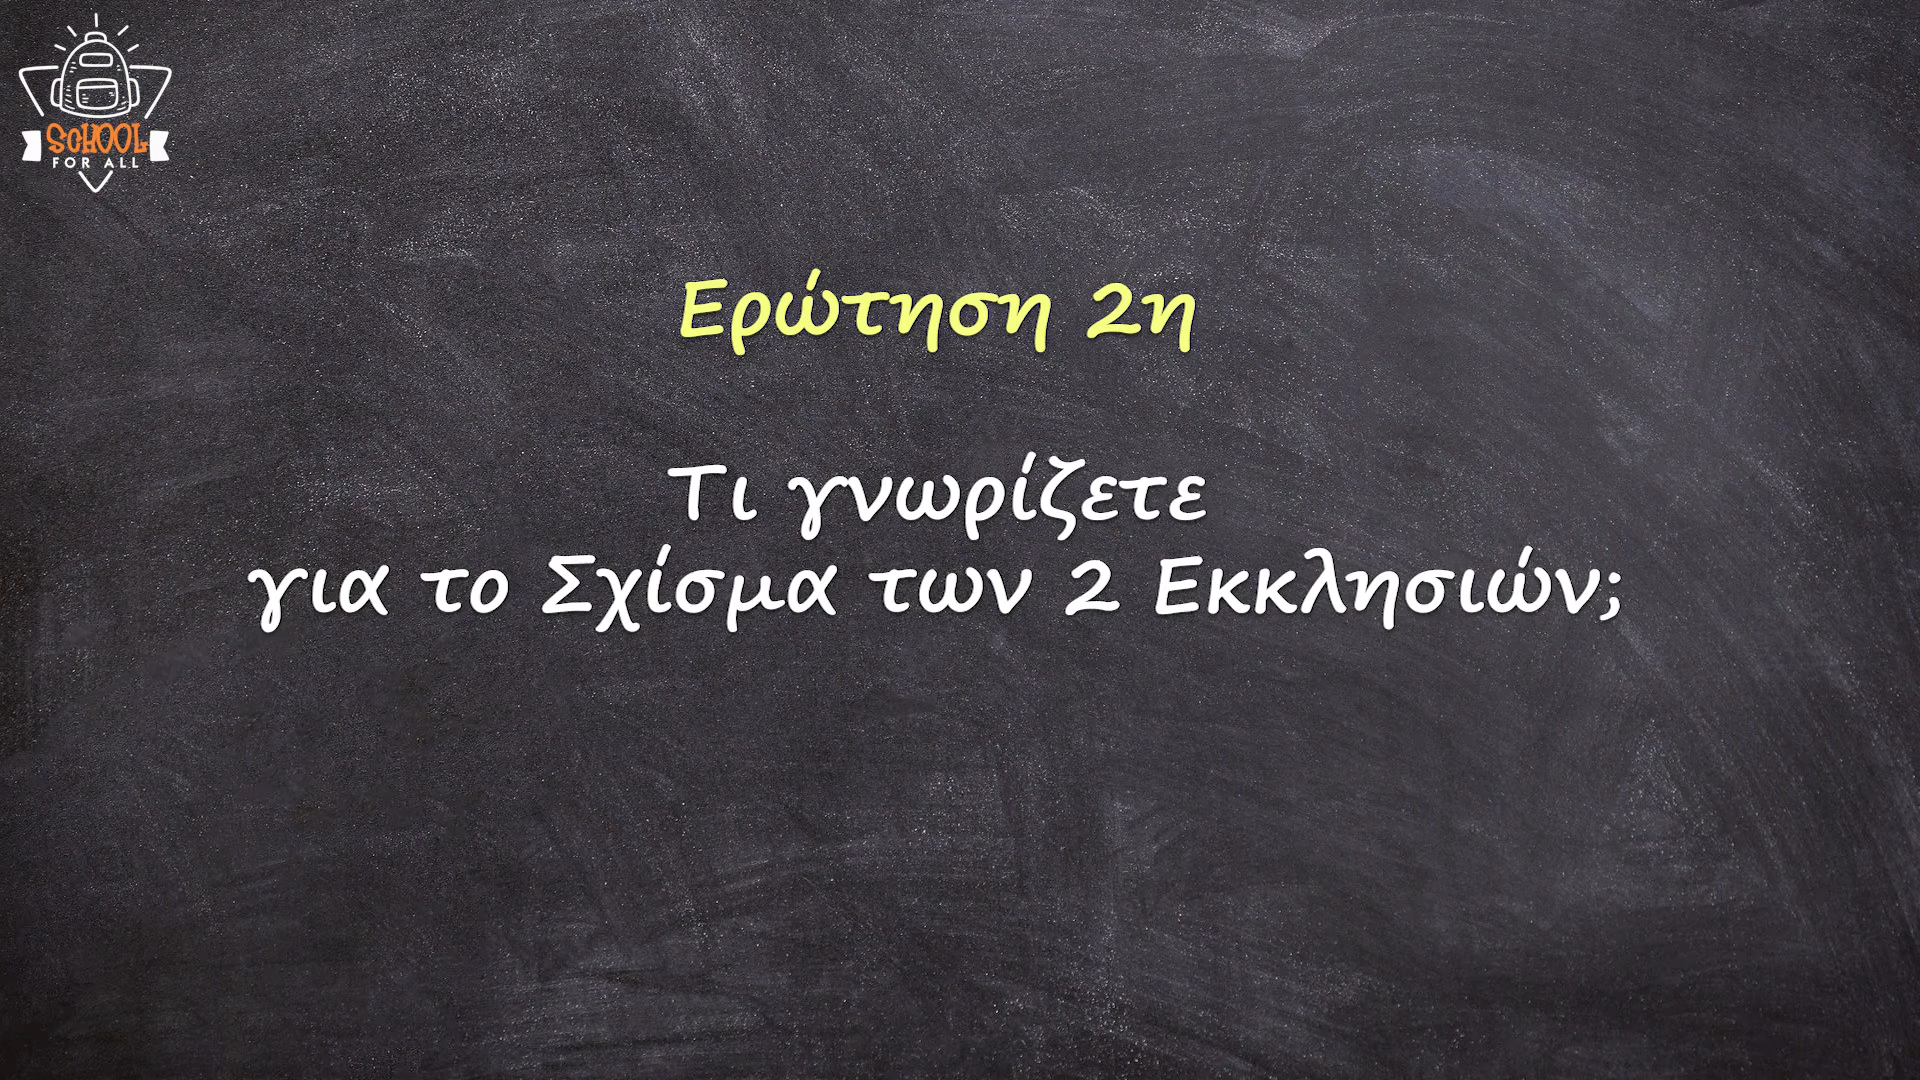 SCHOOL
FOR ALL
Ερώτηση 2η
Τι γνωρίζετε
για το Σχίσμα των 2 Εκκλησιών;